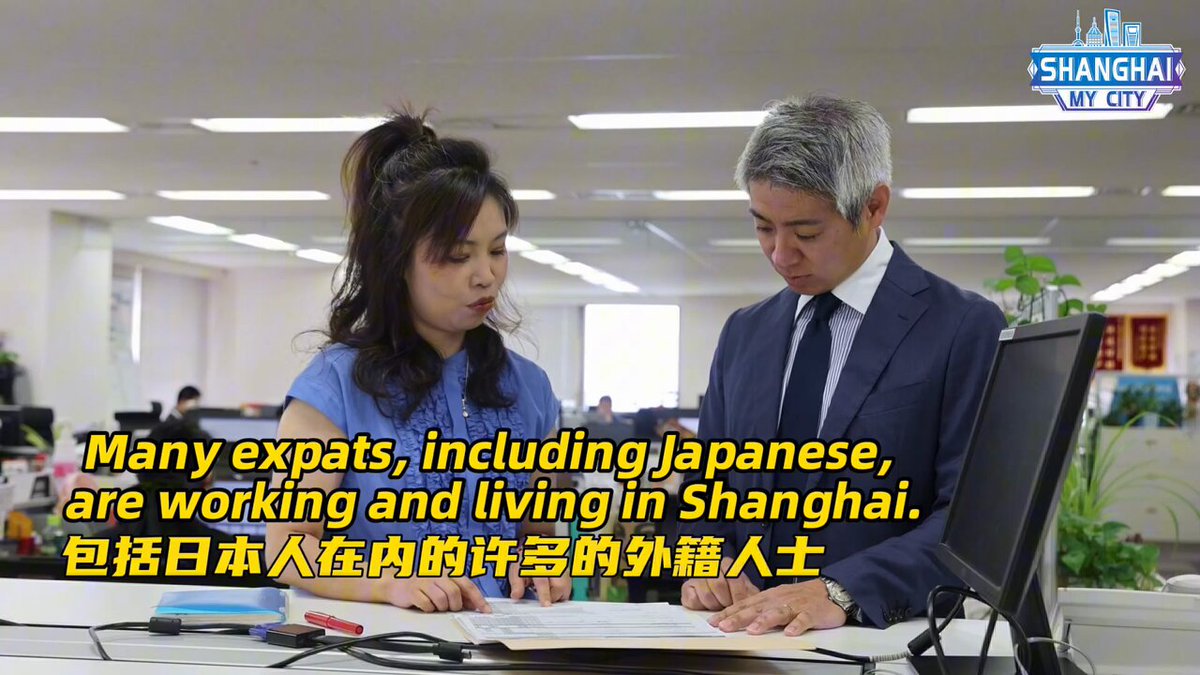 SHANGHAI
MY CITY
Many expats, including Japanese,
are working and living in Shanghai.
包括日本人在内的许多的外籍人士